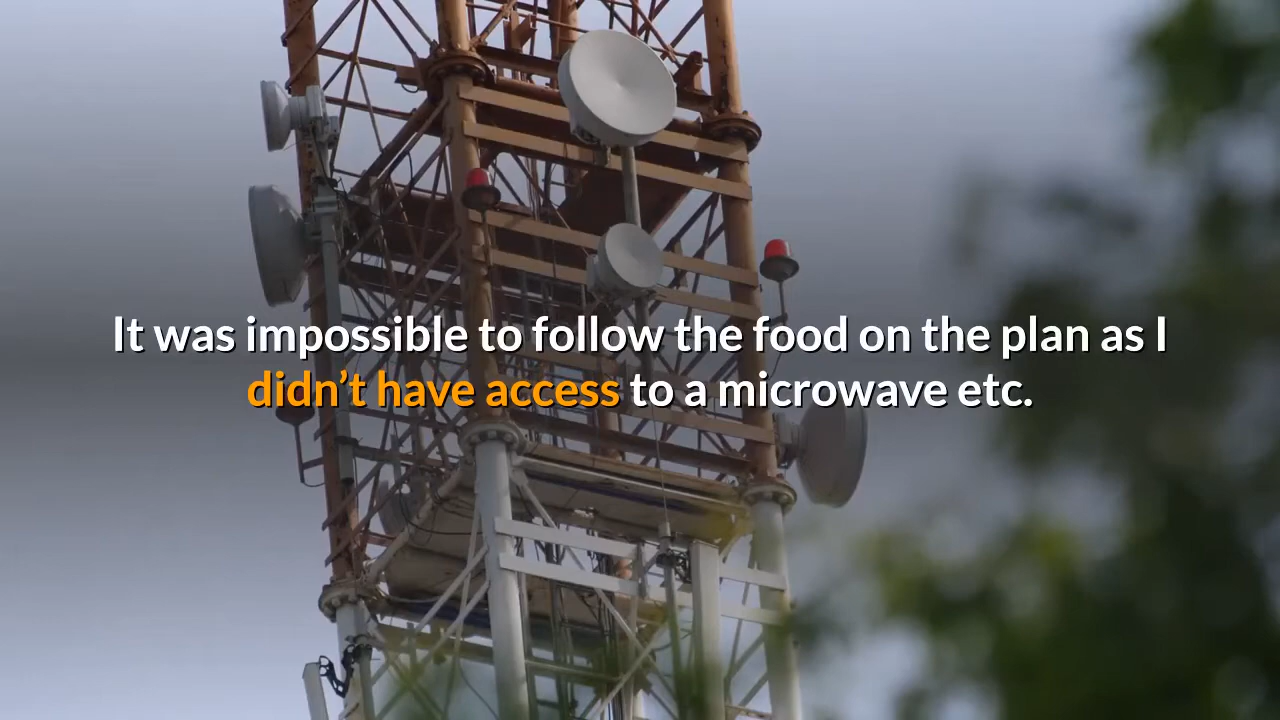 It was impossible to follow the food on the plan as I
didn’t have access to a microwave etc.